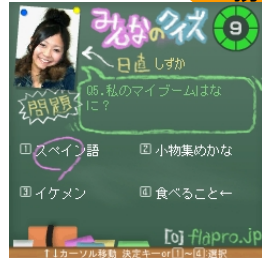 みんなのクイズ
9
← 日直 しずか
問題
Q5.私のマイブームはな
に?
1 スペイン語
2 小物集めかな
3 イケメン
4 食べること←
[0] flapro.jp
↑↓カーソル移動 決定キーor[1]~[4]:選択